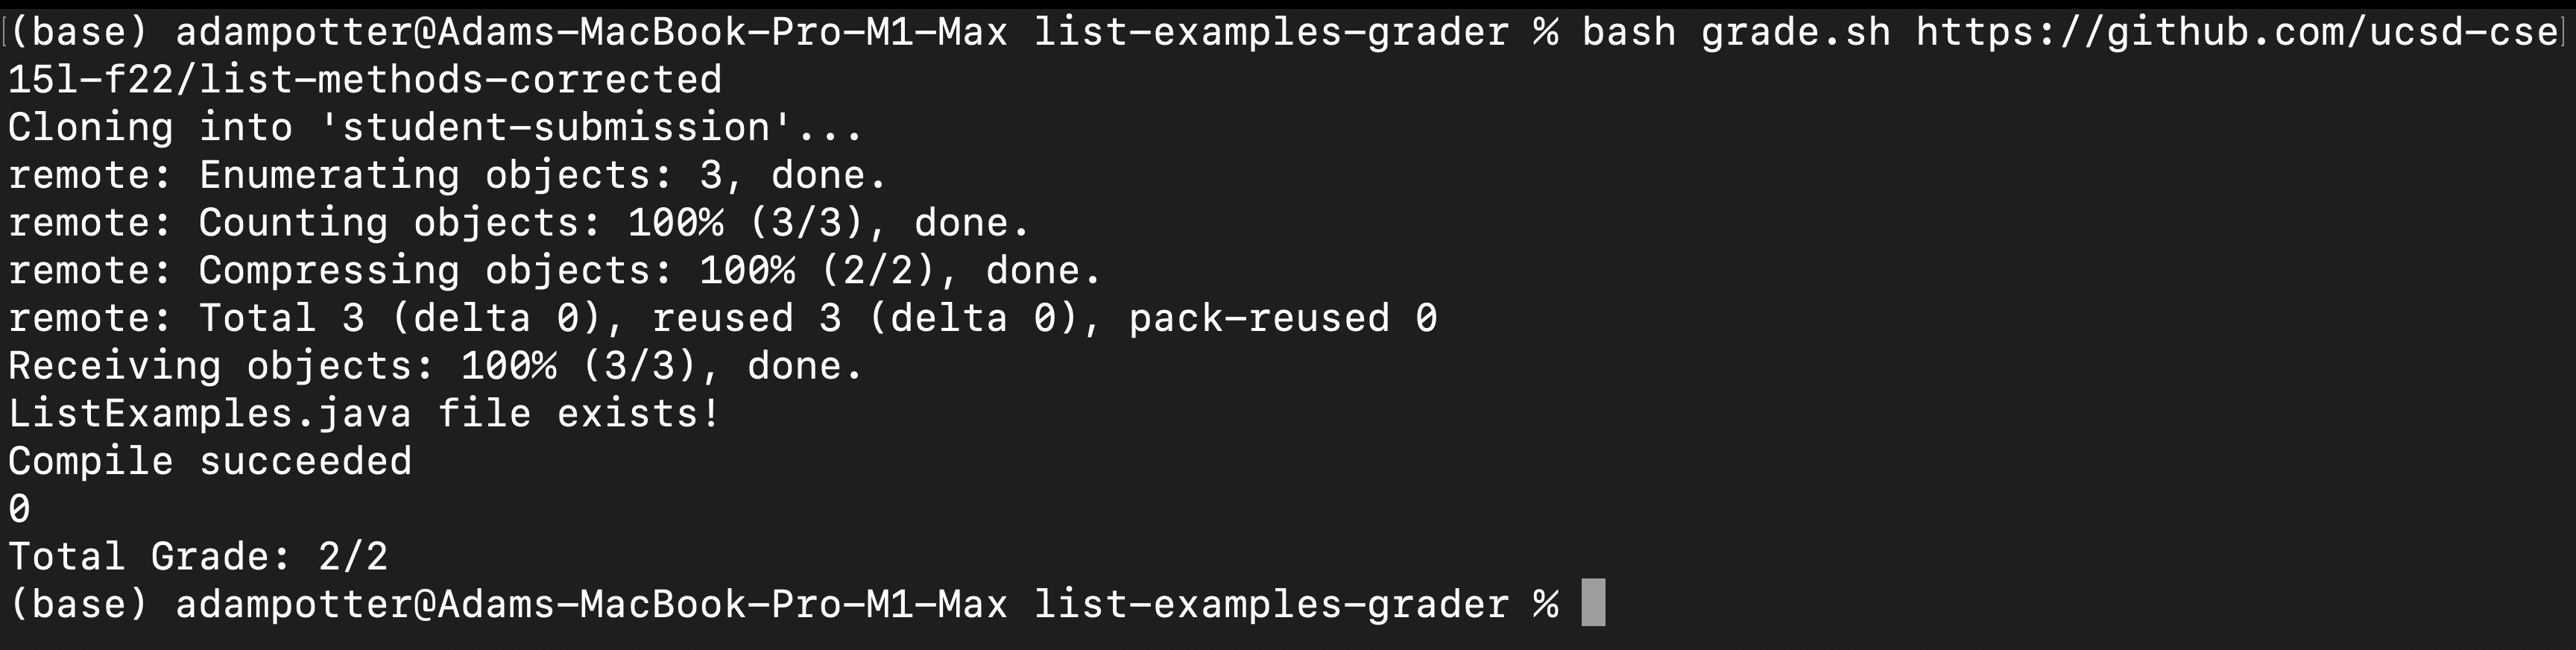 (base) adampotter@Adams-MacBook-Pro-M1-Max list-examples-grader % bash grade.sh https://github.com/ucsd-cse
15l-f22/list-methods-corrected
Cloning into 'student-submission'...
remote: Enumerating objects: 3, done.
remote: Counting objects: 100% (3/3), done.
remote: Compressing objects: 100% (2/2), done.
remote: Total 3 (delta 0), reused 3 (delta 0), pack-reused 0
Receiving objects: 100% (3/3), done.
ListExamples.java file exists!
Compile succeeded
0
Total Grade: 2/2
(base) adampotter@Adams-MacBook-Pro-M1-Max list-examples-grader %